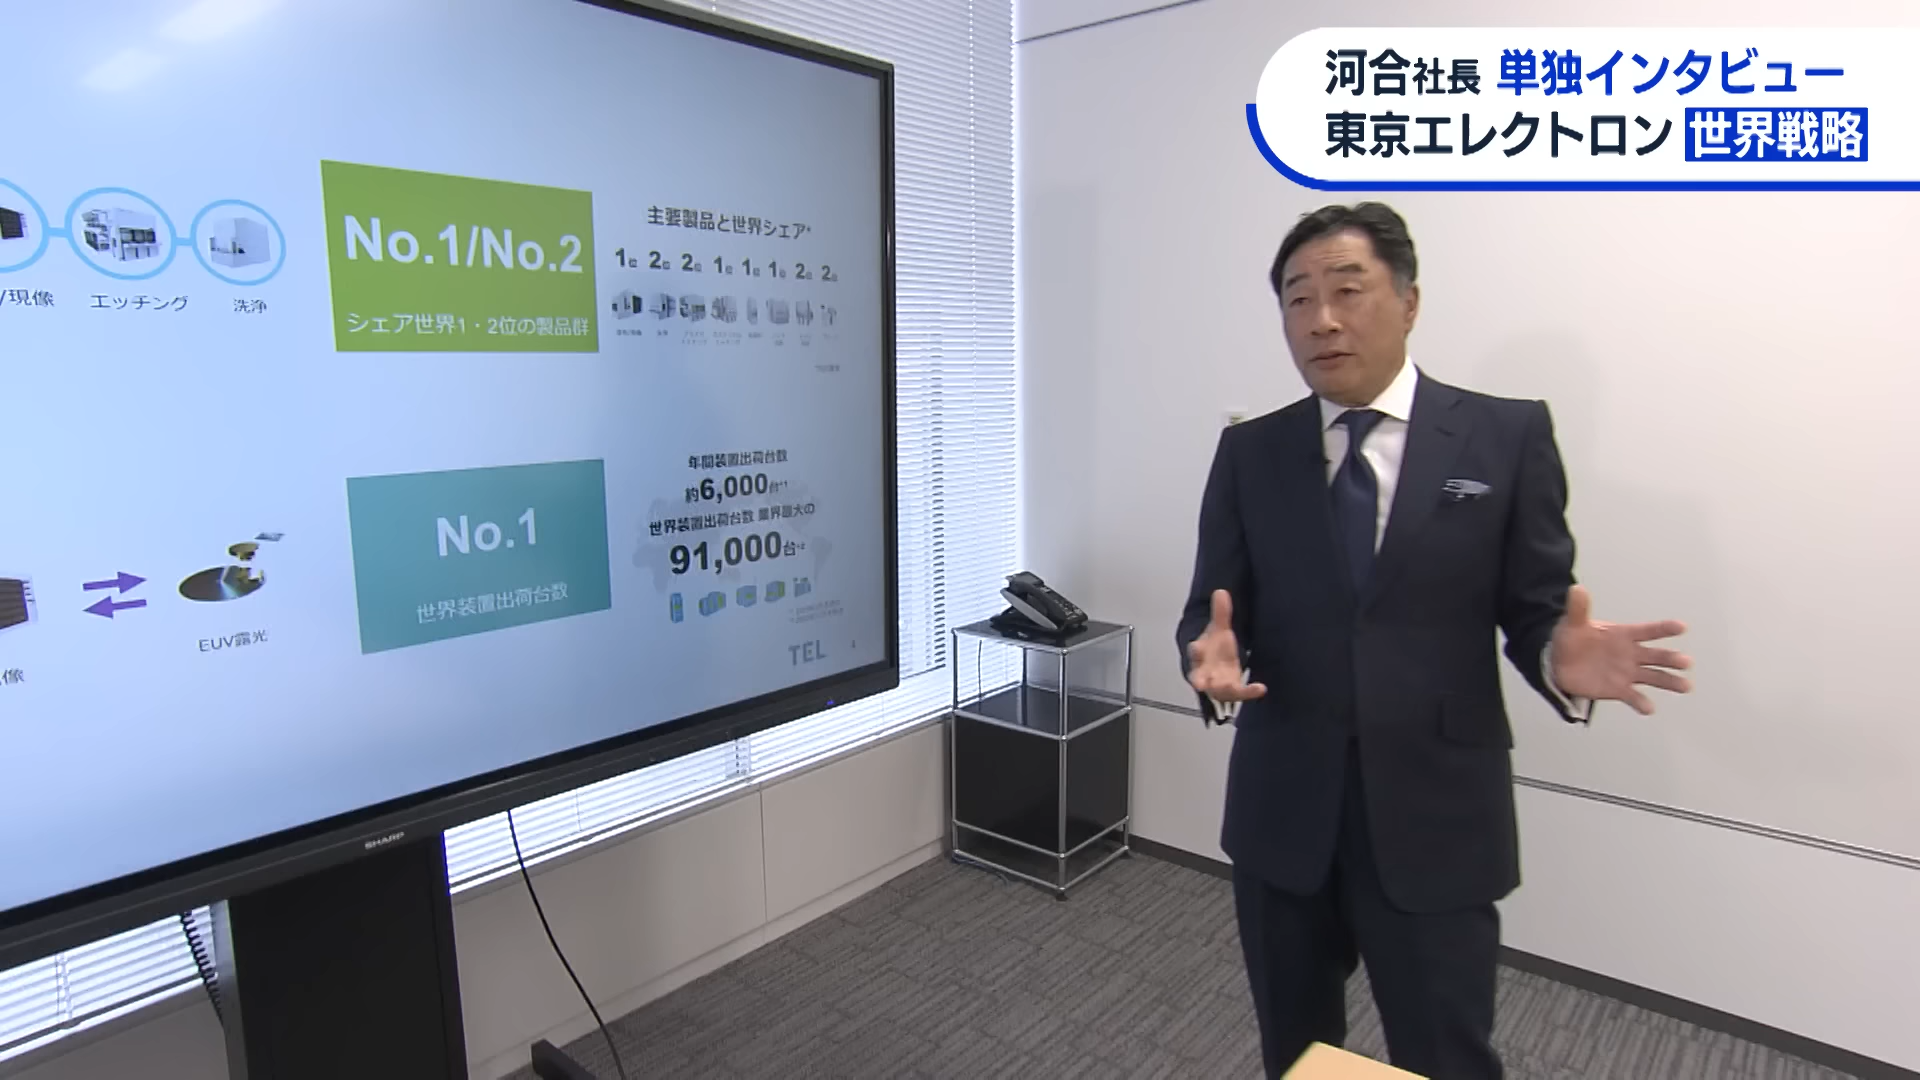 河合社長 単独インタビュー
東京エレクトロン 世界戦略
/現像
エッチング
洗浄
No.1/No.2
シェア世界1・2位の製品群
主要製品と世界シェア*
1位 2位 2位 1位 1位 1位 2位 2位
像
EUV露光
No.1
世界装置出荷台数
年間装置出荷台数
約6,000台*1
世界装置出荷台数 業界最大の
91,000台*2
TEL
SHARP